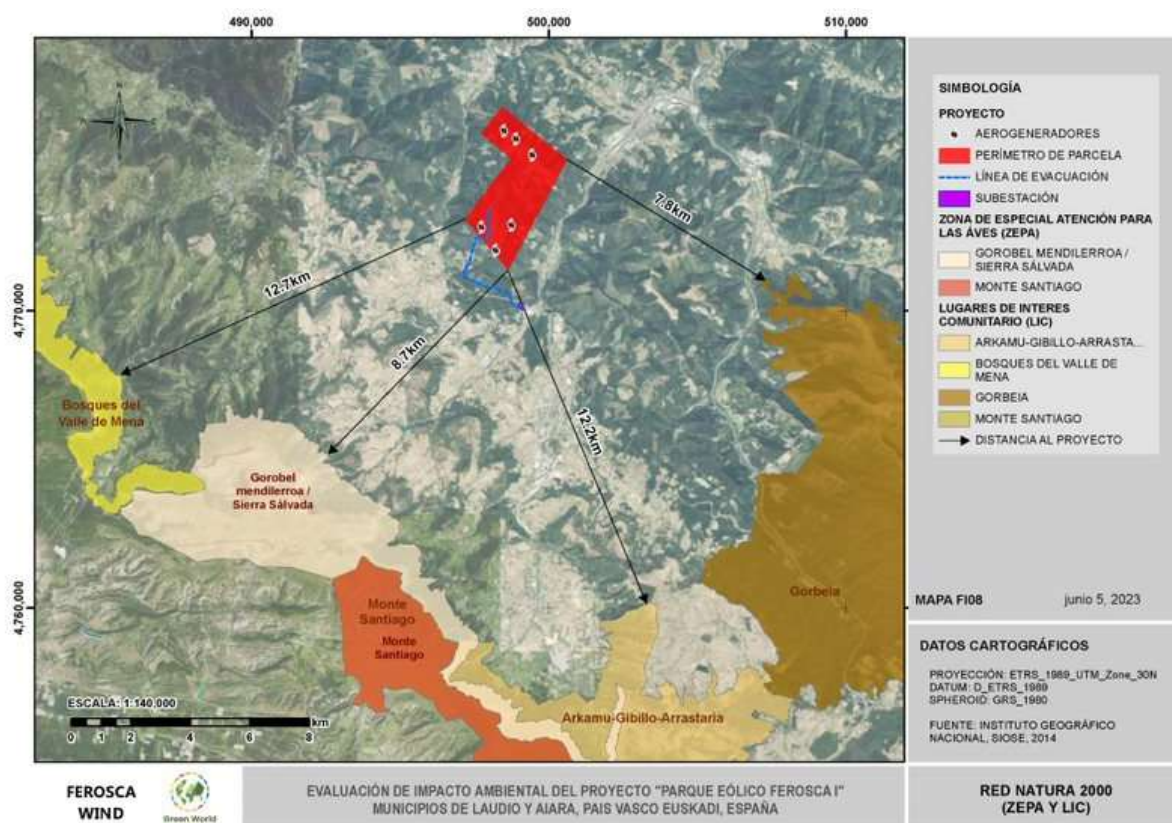 490,000
500,000
510,000
4,770,000
4,760,000
N
7.8km
12.7km
8.7km
12.2km
Bosques del
Valle de Mena
Gorobel
mendilerroa /
Sierra Sálvada
Monte
Santiago
Monte
Santiago
Gorbeia
Arkamu-Gibillo-Arrastaria
ESCALA: 1:140,000
km
0 1 2 4 6 8
SIMBOLOGÍA
PROYECTO
AEROGENERADORES
PERÍMETRO DE PARCELA
LÍNEA DE EVACUACIÓN
SUBESTACIÓN
ZONA DE ESPECIAL ATENCIÓN PARA
LAS ÁVES (ZEPA)
GOROBEL MENDILERROA /
SIERRA SÁLVADA
MONTE SANTIAGO
LUGARES DE INTERES
COMUNITARIO (LIC)
ARKAMU-GIBILLO-ARRASTA...
BOSQUES DEL VALLE DE
MENA
GORBEIA
MONTE SANTIAGO
DISTANCIA AL PROYECTO
MAPA FI08 junio 5, 2023
DATOS CARTOGRÁFICOS
PROYECCIÓN: ETRS_1989_UTM_Zone_30N
DATUM: D_ETRS_1989
SPHEROID: GRS_1980
FUENTE: INSTITUTO GEOGRÁFICO
NACIONAL, SIOSE, 2014
FEROSCA
WIND
Green World
EVALUACIÓN DE IMPACTO AMBIENTAL DEL PROYECTO "PARQUE EÓLICO FEROSCA I"
MUNICIPIOS DE LAUDIO Y AIARA, PAIS VASCO EUSKADI, ESPAÑA
RED NATURA 2000
(ZEPA Y LIC)